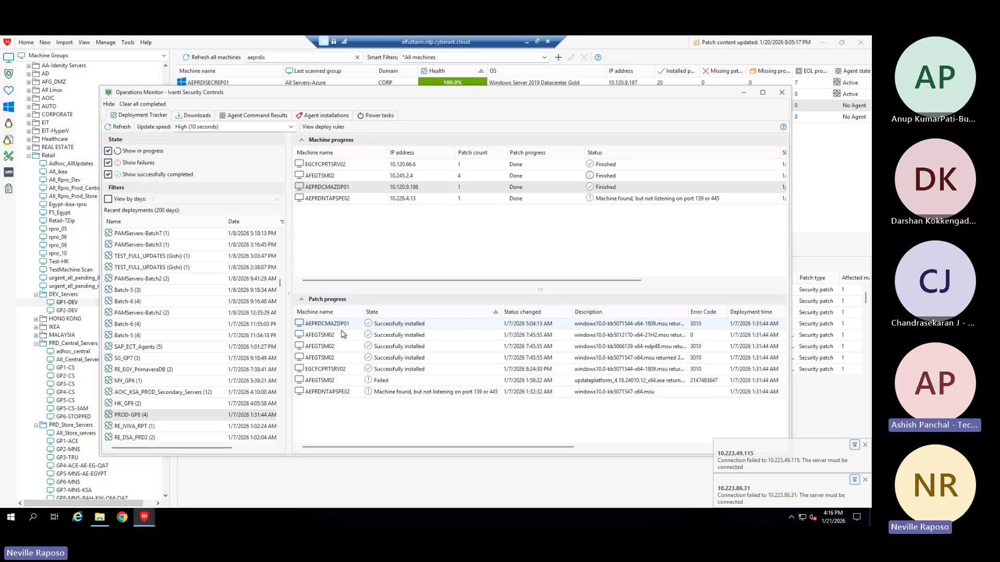 Home New Import View Manage Tools Help
alfuttaim.rdp.cyberark.cloud
Patch content updated: 1/20/2026 8:05:17 PM
Machine Groups
AA-Idenity Servers
AD
AFG_DMZ
All Linux
AOIC
AUTO
CORPORATE
EIT
EIT-HyperV
Healthcare
REAL ESTATE
Retail
Adhoc_AllUpdates
All_ikea
All_Rpro_Dev
All_Rpro_Prod_Centra
All_Rpro_Prod_Store
Egypt-ikea-rpro
F5_Egypt
Retail-7Zip
rpro_05
rpro_06
rpro_09
rpro_10
Test-HK
TestMachine Scan
urgent_all_pending_i
urgent_all_pending_r
DEV_Servers
GP1-DEV
GP2-DEV
HONG KONG
IKEA
MALAYSIA
PRD_Central_Servers
adhoc_central
All_Central_Server
GP1-CS
GP2-CS
GP3-CS
GP4-CS
GP5-CS
GP5-CS-3AM
GP6-STOPPED
PRD_Store_Servers
All_Store_servers
GP1-ACE
GP2-MNS
GP3-TRU
GP4-ACE-AE-EG-QAT
GP5-MNS-AE-EGYPT
GP6-MNS
GP7-MNS-KSA
GP8-MNS-BAH-KW-OM-QAT
Refresh all machines aeprdis Smart Filters: *All machines
Machine name Last scanned group Domain Health OS IP address Installed p... Missing pat... Missing pro... EOL pro... Agent state
AEPRDISECREP01 All Servers-Azure CORP 100.0% Windows Server 2019 Datacenter Gold 10.120.9.197 20 0 0 7 Active
0 Active
0 No Agent
0 No Agent
Operations Monitor - Ivanti Security Controls
Hide Clear all completed
Deployment Tracker Downloads Agent Command Results Agent installations Power tasks
Refresh Update speed: High (10 seconds) View deploy rules
State
Show in progress
Show failures
Show successfully completed
Filters
View by days: 7
Recent deployments (200 days):
Name Date
PAMServers-Batch7 (1) 1/8/2026 5:18:13 PM
PAMServers-Batch3 (1) 1/8/2026 3:16:45 PM
TEST_FULL_UPDATES (Gishi) (1) 1/8/2026 3:03:47 PM
TEST_FULL_UPDATES (Gishi) (1) 1/8/2026 2:38:07 PM
PAMServers-Batch2 (2) 1/8/2026 9:41:29 AM
Batch-5 (3) 1/8/2026 9:18:34 AM
Batch-6 (4) 1/8/2026 9:16:48 AM
PAMServers-Batch2 (2) 1/8/2026 12:35:29 AM
Batch-6 (4) 1/7/2026 11:55:03 PM
Batch-5 (4) 1/7/2026 11:54:18 PM
SAP_ECT_Agents (5) 1/7/2026 1:01:27 PM
SG_GP7 (3) 1/7/2026 9:18:49 AM
RE_EGY_PrimaveraDB (2) 1/7/2026 7:38:41 AM
MY_GP6 (1) 1/7/2026 5:39:21 AM
AOIC_KSA_PROD_Secondary_Servers (12) 1/7/2026 4:10:00 AM
HK_GP9 (2) 1/7/2026 4:05:58 AM
PROD-GP8 (4) 1/7/2026 1:31:44 AM
RE_IVIVA_RPT (1) 1/7/2026 1:02:24 AM
RE_DSA_PRD2 (2) 1/7/2026 1:02:04 AM
Machine progress
Machine name IP address Patch count Patch progress Status
EGCFCPRTSRV02 10.120.66.6 1 Done Finished 1/
AFEGTSM02 10.245.2.4 4 Done Finished 1/
AEPRDCMAZDP01 10.120.9.198 1 Done Finished 1/
AEPRDNTAPSPE02 10.226.4.13 1 Done Machine found, but not listening on port 139 or 445 1/
Patch progress
Machine name State Status changed Description Error Code Deployment time
AEPRDCMAZDP01 Successfully installed 1/7/2026 5:04:13 AM windows10.0-kb5071544-x64-1809.msu retur... 3010 1/7/2026 1:31:44 AM
AFEGTSM02 Successfully installed 1/7/2026 7:45:55 AM windows10.0-kb5012170-x64-21H2.msu retur... 0 1/7/2026 1:31:44 AM
AFEGTSM02 Successfully installed 1/7/2026 7:45:55 AM windows10.0-kb5066139-x64-ndp48.msu retu... 3010 1/7/2026 1:31:44 AM
AFEGTSM02 Successfully installed 1/7/2026 7:45:55 AM windows10.0-kb5071547-x64.msu returned 3... 3010 1/7/2026 1:31:44 AM
EGCFCPRTSRV02 Successfully installed 1/7/2026 8:24:30 PM windows10.0-kb5071544-x64-1809.msu retur... 3010 1/7/2026 1:31:44 AM
AFEGTSM02 Failed 1/7/2026 1:58:22 AM updateplatform_4.18.24010.12_x64.exe return... 2147483647 1/7/2026 1:31:44 AM
AEPRDNTAPSPE02 Machine found, but not listening on port 139 or 445 1/7/2026 1:32:32 AM windows10.0-kb5071547-x64.msu 1/7/2026 1:31:44 AM
Patch type Affected ma
Security patch 1
Security patch 1
Security patch 1
Security patch 1
Security patch 1
Security patch 1
Security patch 1
Security patch 1
10.223.49.115
Connection failed to 10.223.49.115: The server must be
connected
10.223.86.31
Connection failed to 10.223.86.31: The server must be
connected
4:16 PM
1/21/2026
AP
Anup KumarPati-Bu...
DK
Darshan Kokkengad...
CJ
Chandrasekaran J - ...
AP
Ashish Panchal - Tec...
NR
Neville Raposo
Neville Raposo